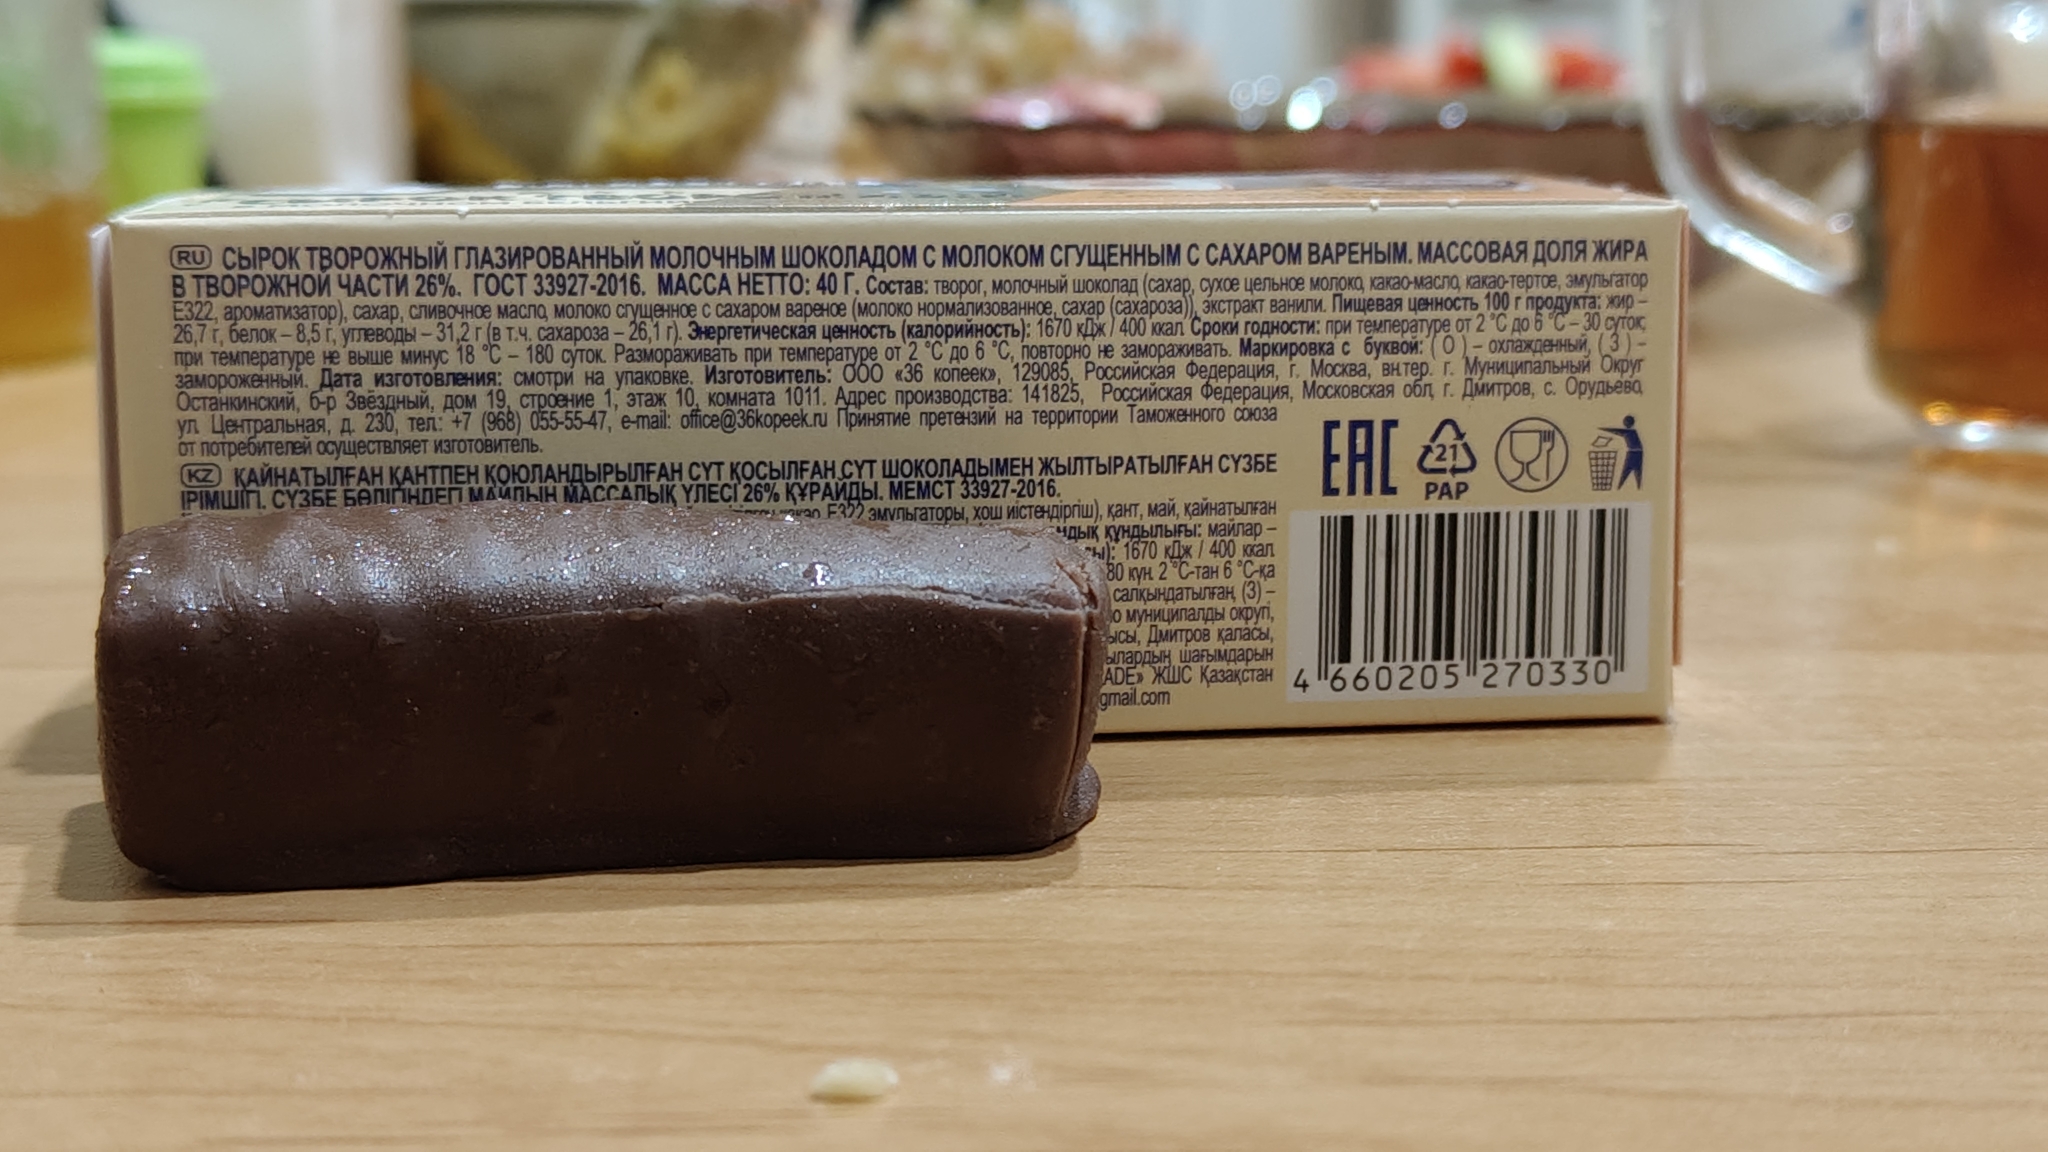 RU СЫРОК ТВОРОЖНЫЙ ГЛАЗИРОВАННЫЙ МОЛОЧНЫМ ШОКОЛАДОМ С МОЛОКОМ СГУЩЕННЫМ С САХАРОМ ВАРЕНЫМ. МАССОВАЯ ДОЛЯ ЖИРА
В ТВОРОЖНОЙ ЧАСТИ 26%. ГОСТ 33927-2016. МАССА НЕТТО: 40 Г. Состав: творог, молочный шоколад (сахар, сухое цельное молоко, какао-масло, какао-тертое, эмульгатор
E322, ароматизатор), сахар, сливочное масло, молоко сгущенное с сахаром вареное (молоко нормализованное, сахар (сахароза)), экстракт ванили. Пищевая ценность 100 г продукта: жир –
26,7 г, белок – 8,5 г, углеводы – 31,2 г (в т.ч. сахароза – 26,1 г). Энергетическая ценность (калорийность): 1670 кДж / 400 ккал. Сроки годности: при температуре от 2 °С до 6 °С – 30 суток;
при температуре не выше минус 18 °С – 180 суток. Размораживать при температуре от 2 °С до 6 °С, повторно не замораживать. Маркировка с буквой: ( О ) – охлажденный, ( З ) –
замороженный. Дата изготовления: смотри на упаковке. Изготовитель: ООО «36 копеек», 129085, Российская Федерация, г. Москва, вн.тер. г. Муниципальный Округ
Останкинский, б-р Звёздный, дом 19, строение 1, этаж 10, комната 1011. Адрес производства: 141825, Российская Федерация, Московская обл, г. Дмитров, с. Орудьево,
ул. Центральная, д. 230, тел.: +7 (968) 055-55-47, e-mail: office@36kopeek.ru Принятие претензий на территории Таможенного союза
от потребителей осуществляет изготовитель.
KZ ҚАЙНАТЫЛҒАН ҚАНТПЕН ҚОЮЛАНДЫРЫЛҒАН СҮТ ҚОСЫЛҒАН СҮТ ШОКОЛАДЫМЕН ЖЫЛТЫРАТЫЛҒАН СҮЗБЕ
ІРІМШІГІ. СҮЗБЕ БӨЛІГІНДЕГІ МАЙДЫҢ МАССАЛЫҚ ҮЛЕСІ 26% ҚҰРАЙДЫ. МЕМСТ 33927-2016.
какао E322 эмульгаторы, хош иістендіргіш), қант, май, қайнатылған
құндылығы: майлар –
1670 кДж / 400 ккал
80 күн. 2 °С-тан 6 °С-қа
салқындатылған, (З) –
муниципалды округі,
Дмитров қаласы,
шағымдарын
ЖШС Қазақстан
gmail.com
EAC
21
PAP
4 660205 270330